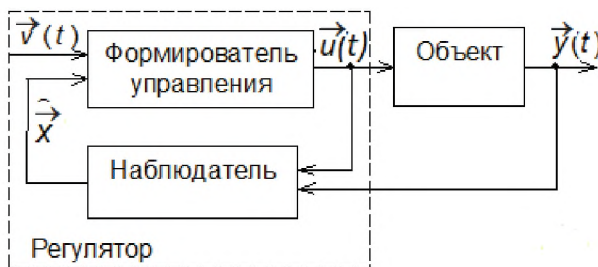 v(t)
Формирователь
управления
u(t)
Объект
y(t)
x̂
Наблюдатель
Регулятор